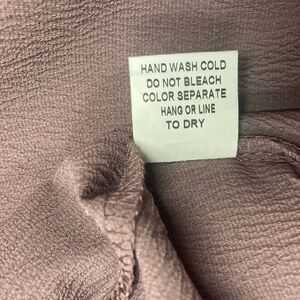 HAND WASH COLD
DO NOT BLEACH
COLOR SEPARATE
HANG OR LINE
TO DRY